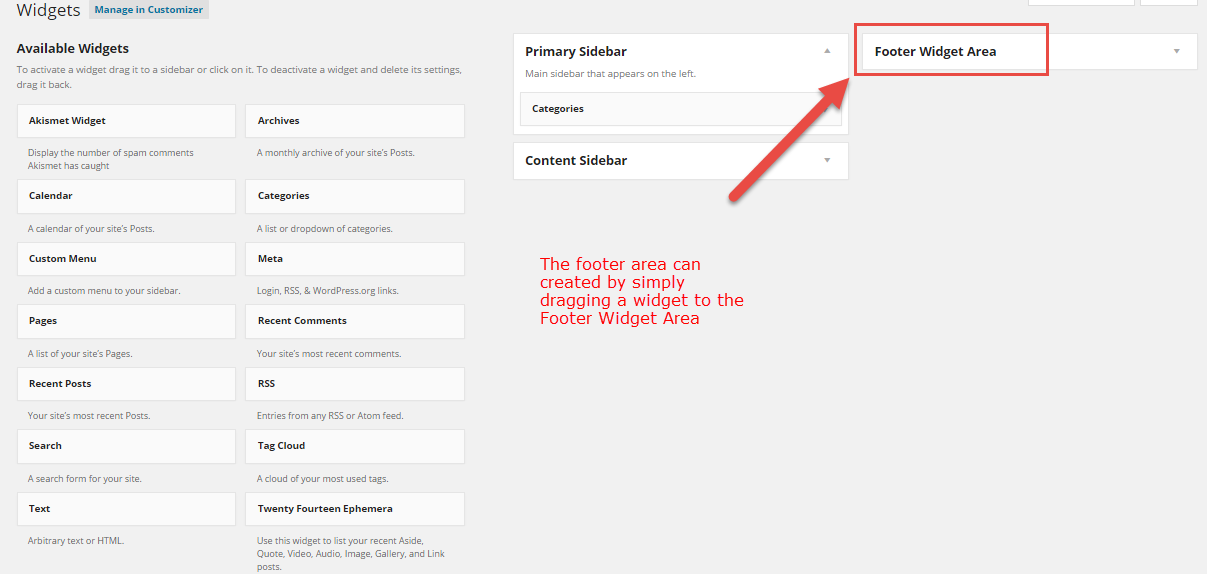 Widgets
Manage in Customizer
Available Widgets
To activate a widget drag it to a sidebar or click on it. To deactivate a widget and delete its settings,
drag it back.
Akismet Widget
Archives
Display the number of spam comments
Akismet has caught
A monthly archive of your site's Posts.
Calendar
Categories
A calendar of your site's Posts.
A list or dropdown of categories.
Custom Menu
Meta
Add a custom menu to your sidebar.
Login, RSS, & WordPress.org links.
Pages
Recent Comments
A list of your site's Pages.
Your site's most recent comments.
Recent Posts
RSS
Your site's most recent Posts.
Entries from any RSS or Atom feed.
Search
Tag Cloud
A search form for your site.
A cloud of your most used tags.
Text
Twenty Fourteen Ephemera
Arbitrary text or HTML.
Use this widget to list your recent Aside,
Quote, Video, Audio, Image, Gallery, and Link
posts.
Primary Sidebar
Main sidebar that appears on the left.
Categories
Content Sidebar
Footer Widget Area
The footer area can
created by simply
dragging a widget to the
Footer Widget Area